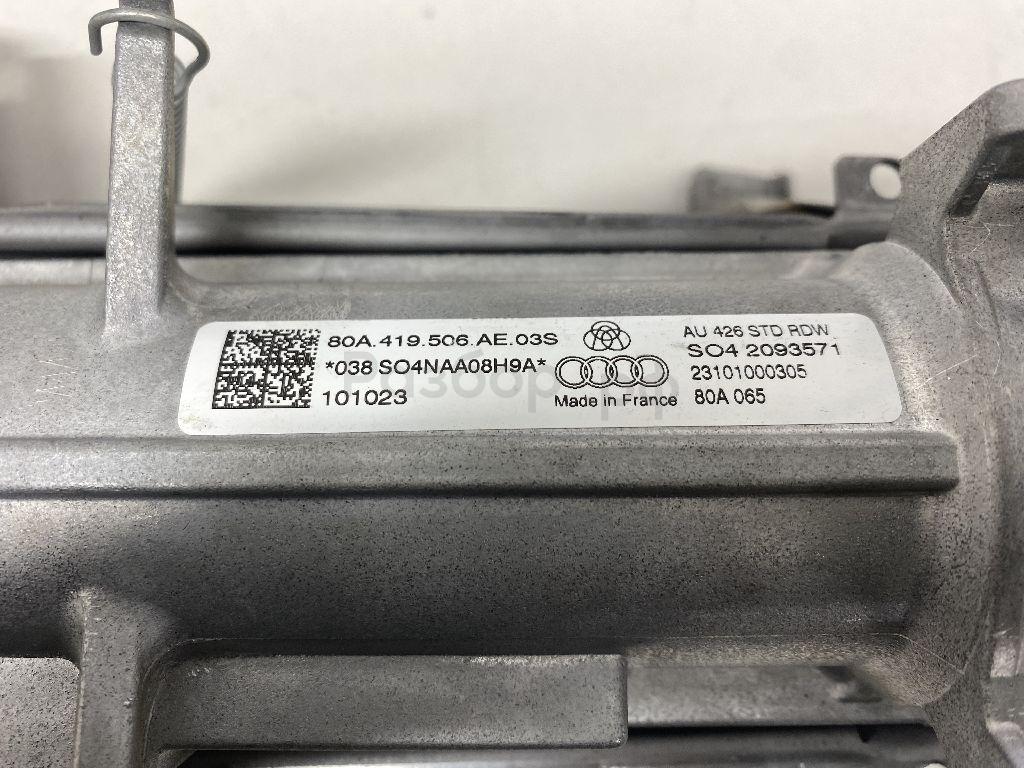 80A.419.506.AE.03S
*038 SO4NAA08H9A*
101023
Made in France
AU 426 STD RDW
SO4 2093571
23101000305
80A 065